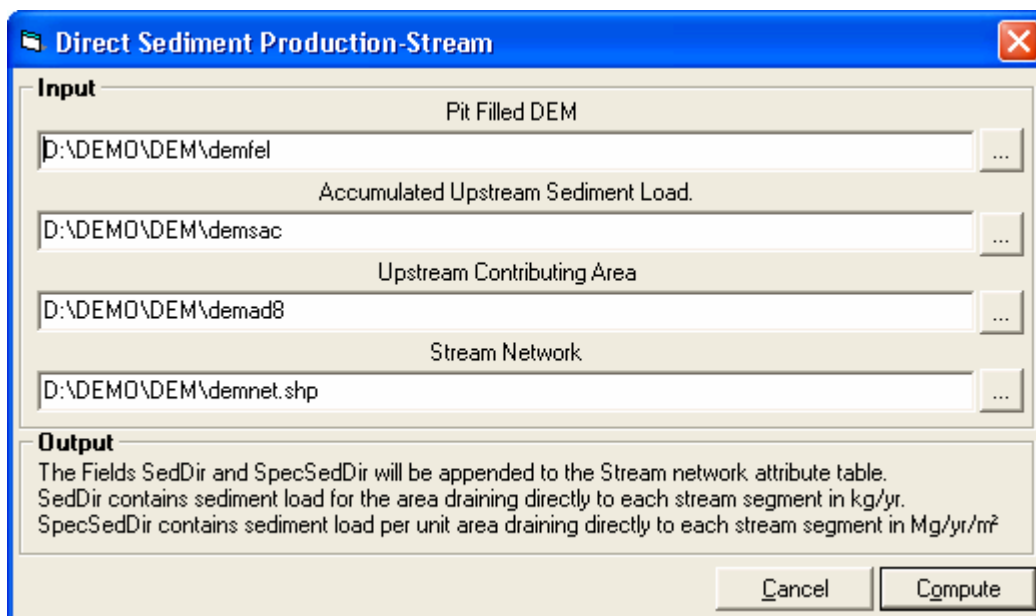 Direct Sediment Production-Stream
Input
Pit Filled DEM
D:\DEMO\DEM\demfel
...
Accumulated Upstream Sediment Load.
D:\DEMO\DEM\demsac
...
Upstream Contributing Area
D:\DEMO\DEM\demad8
...
Stream Network
D:\DEMO\DEM\demnet.shp
...
Output
The Fields SedDir and SpecSedDir will be appended to the Stream network attribute table.
SedDir contains sediment load for the area draining directly to each stream segment in kg/yr.
SpecSedDir contains sediment load per unit area draining directly to each stream segment in Mg/yr/m²
Cancel
Compute